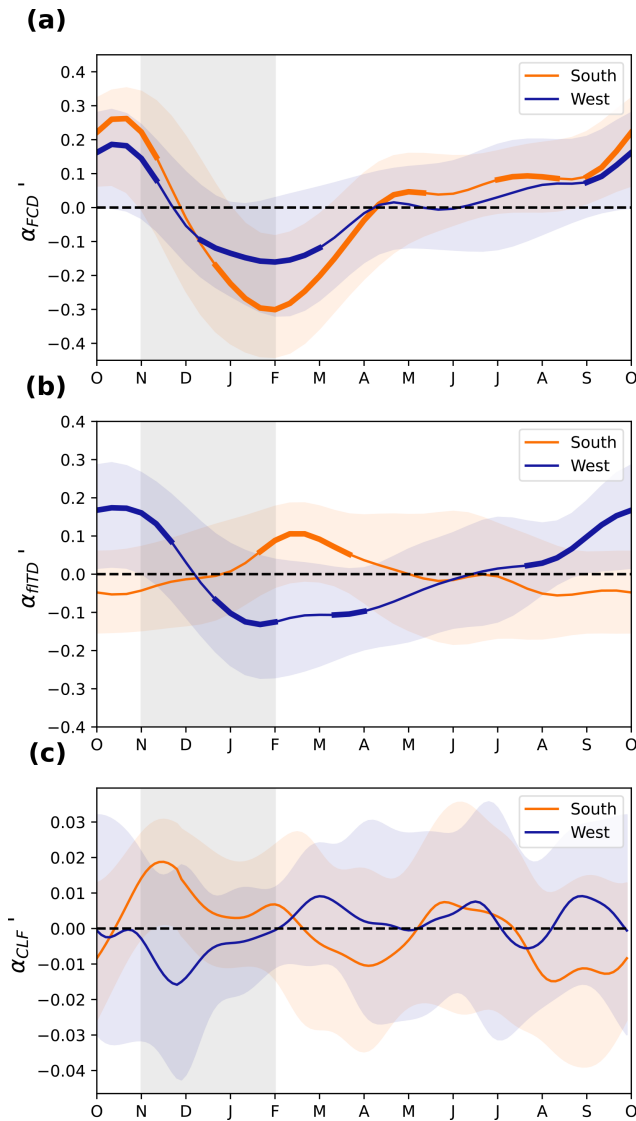 (a)
α_FCD '
0.4
0.3
0.2
0.1
0.0
−0.1
−0.2
−0.3
−0.4
South
West
O N D J F M A M J J A S O
(b)
α_fITD '
0.4
0.3
0.2
0.1
0.0
−0.1
−0.2
−0.3
−0.4
South
West
O N D J F M A M J J A S O
(c)
α_CLF '
0.03
0.02
0.01
0.00
−0.01
−0.02
−0.03
−0.04
South
West
O N D J F M A M J J A S O